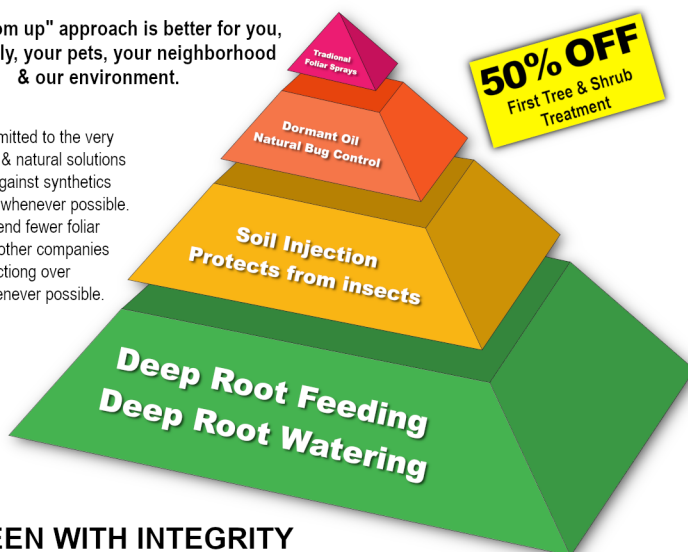 om up" approach is better for you,
ly, your pets, your neighborhood
& our environment.
mitted to the very
& natural solutions
gainst synthetics
whenever possible.
end fewer foliar
other companies
ctiong over
enever possible.
50% OFF
First Tree & Shrub
Treatment
Tradional
Foliar Sprays
Dormant Oil
Natural Bug Control
Soil Injection
Protects from insects
Deep Root Feeding
Deep Root Watering
EEN WITH INTEGRITY